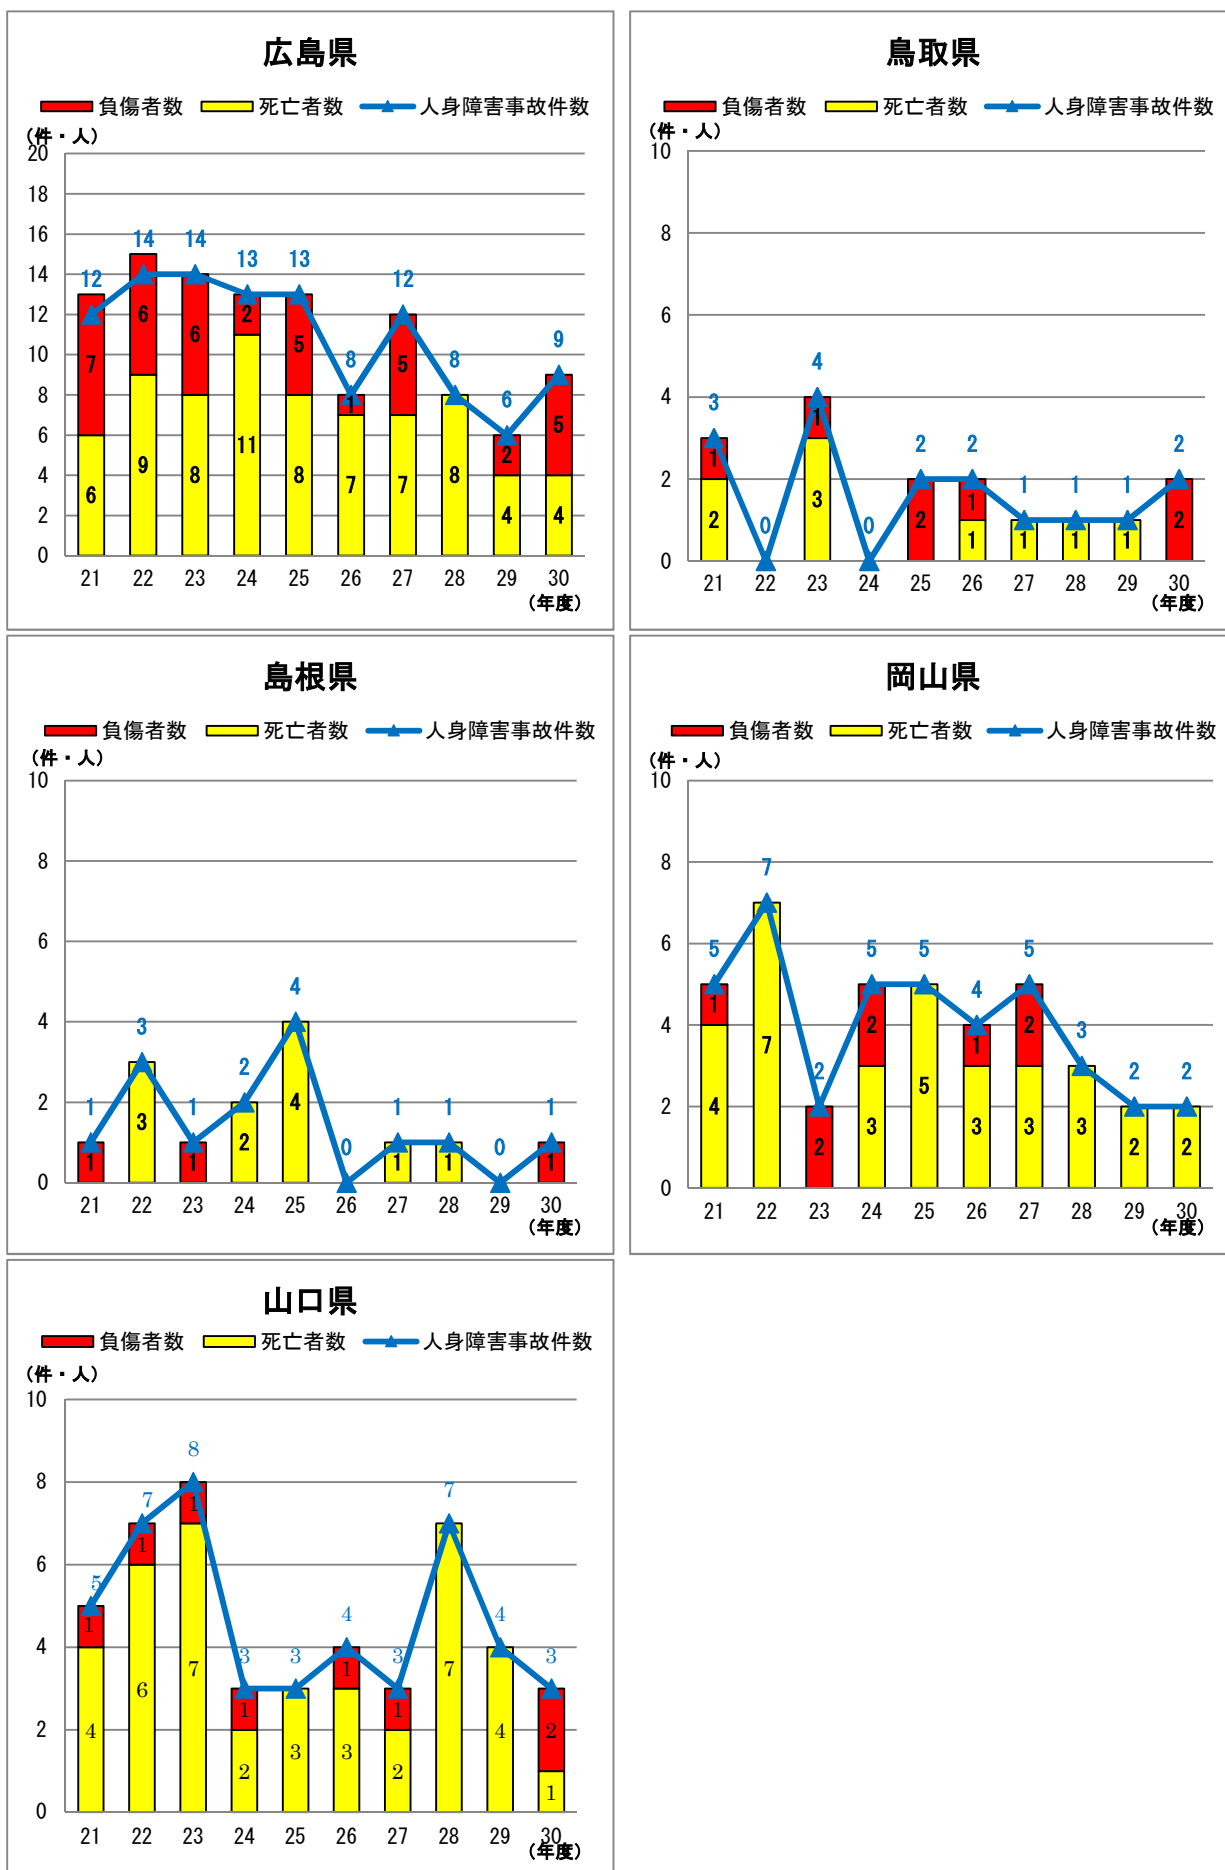 広島県
負傷者数 死亡者数 人身障害事故件数
(件・人)
20
18
16
14
12
10
8
6
4
2
0
12 14 14 13 13 8 12 8 6 9
7 6 6 2 5 1 5 2 5
6 9 8 11 8 7 7 8 4 4
21 22 23 24 25 26 27 28 29 30
(年度)
鳥取県
負傷者数 死亡者数 人身障害事故件数
(件・人)
10
8
6
4
2
0
3 0 4 0 2 2 1 1 1 2
1 1 2 1 2
2 3 1 1 1 1
21 22 23 24 25 26 27 28 29 30
(年度)
島根県
負傷者数 死亡者数 人身障害事故件数
(件・人)
10
8
6
4
2
0
1 3 1 2 4 0 1 1 0 1
1 3 1 2 4 1 1 1
21 22 23 24 25 26 27 28 29 30
(年度)
岡山県
負傷者数 死亡者数 人身障害事故件数
(件・人)
10
8
6
4
2
0
5 7 2 5 5 4 5 3 2 2
1 2 2 1 2
4 7 3 5 3 3 3 2 2
21 22 23 24 25 26 27 28 29 30
(年度)
山口県
負傷者数 死亡者数 人身障害事故件数
(件・人)
10
8
6
4
2
0
5 7 8 3 3 4 3 7 4 3
1 1 1 1 1 1 2
4 6 7 2 3 3 2 7 4 1
21 22 23 24 25 26 27 28 29 30
(年度)